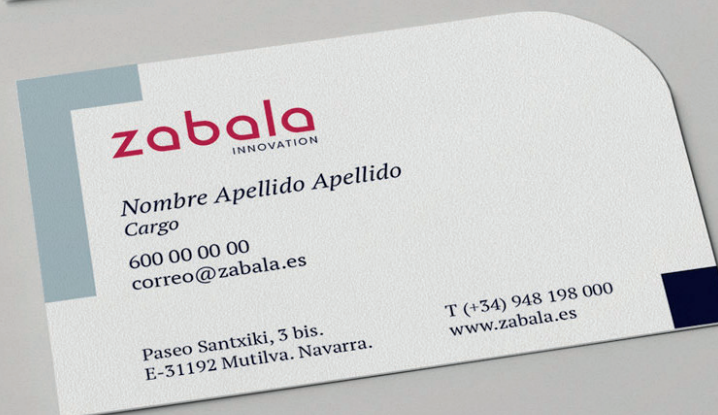 zabala
INNOVATION
Nombre Apellido Apellido
Cargo
600 00 00 00
correo@zabala.es
Paseo Santxiki, 3 bis.
E-31192 Mutilva. Navarra.
T (+34) 948 198 000
www.zabala.es